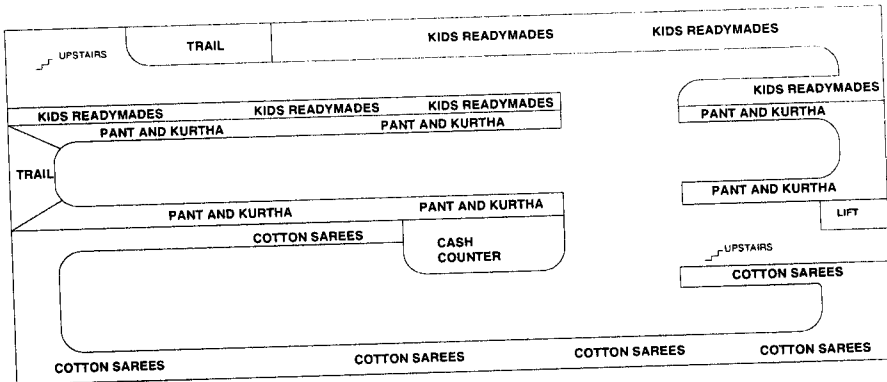 KIDS READYMADES KIDS READYMADES
UPSTAIRS TRAIL
KIDS READYMADES
KIDS READYMADES KIDS READYMADES KIDS READYMADES
PANT AND KURTHA PANT AND KURTHA PANT AND KURTHA
TRAIL
PANT AND KURTHA
PANT AND KURTHA PANT AND KURTHA
LIFT
COTTON SAREES
CASH
COUNTER
UPSTAIRS
COTTON SAREES
COTTON SAREES COTTON SAREES COTTON SAREES COTTON SAREES